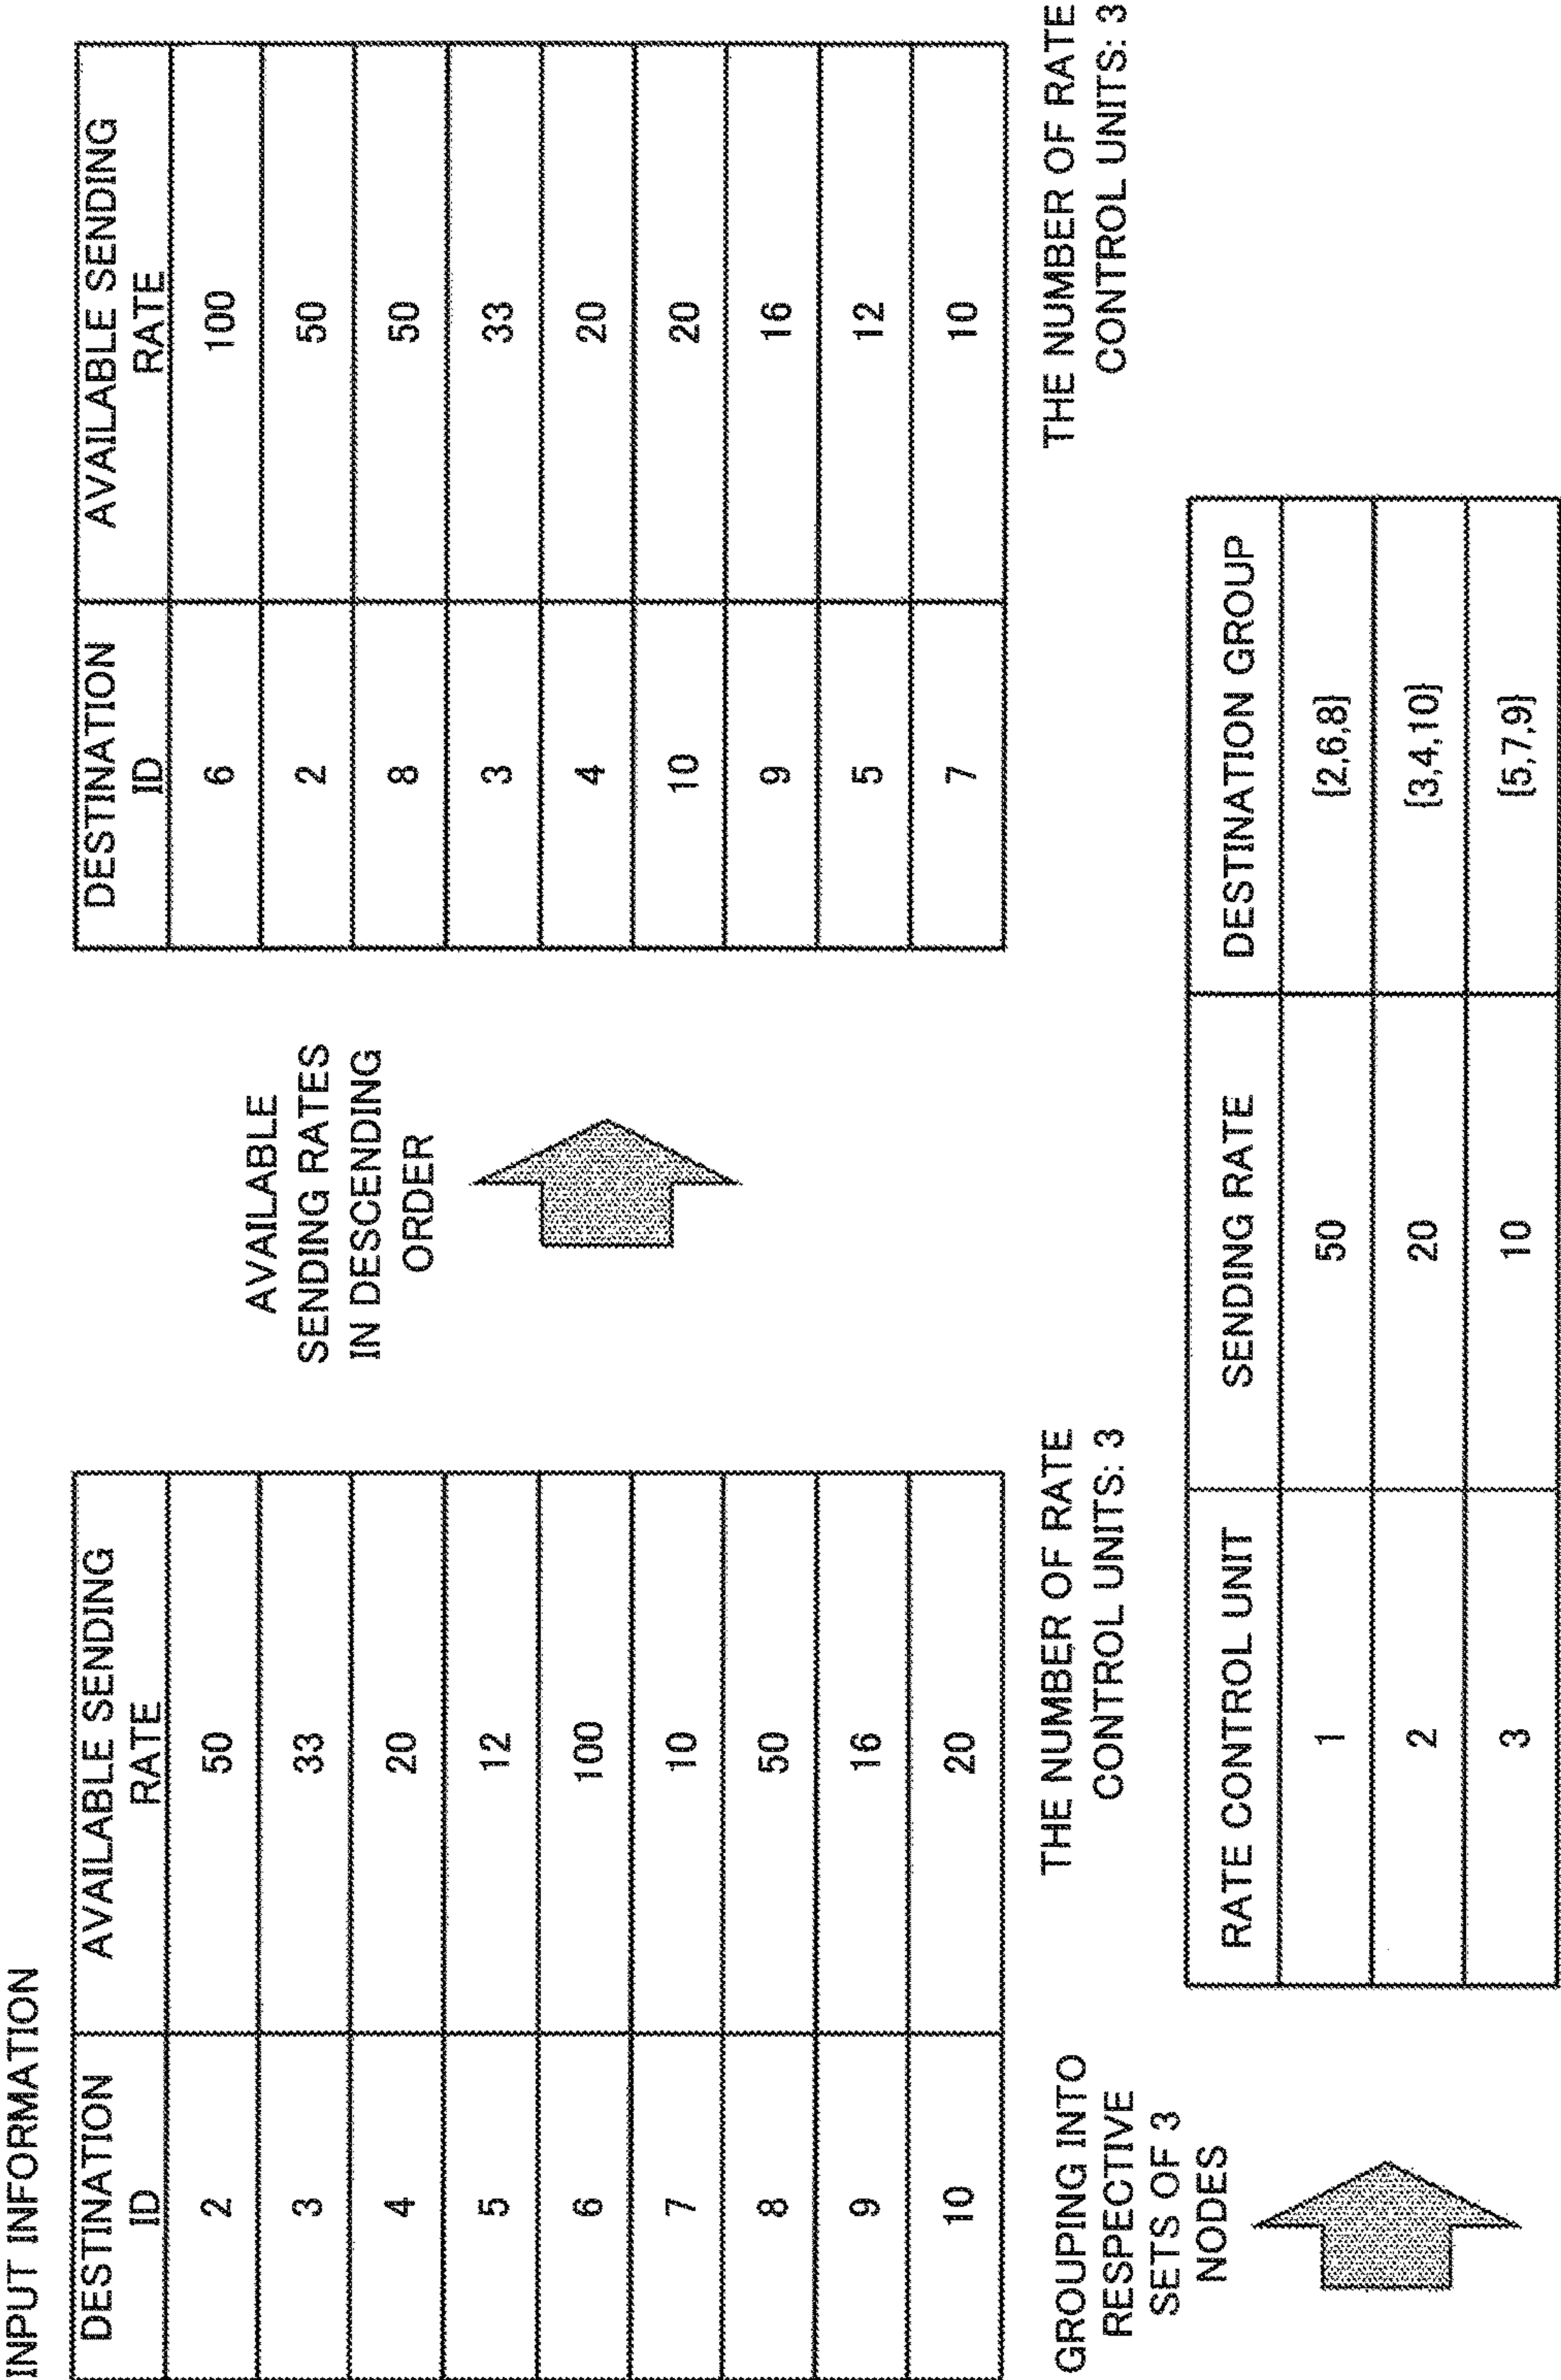 INPUT INFORMATION
DESTINATION ID AVAILABLE SENDING RATE
2 50
3 33
4 20
5 12
6 100
7 10
8 50
9 16
10 20
THE NUMBER OF RATE
CONTROL UNITS: 3
AVAILABLE
SENDING RATES
IN DESCENDING
ORDER
DESTINATION ID AVAILABLE SENDING RATE
6 100
2 50
8 50
3 33
4 20
10 20
9 16
5 12
7 10
THE NUMBER OF RATE
CONTROL UNITS: 3
GROUPING INTO
RESPECTIVE
SETS OF 3
NODES
RATE CONTROL UNIT SENDING RATE DESTINATION GROUP
1 50 {2,6,8}
2 20 {3,4,10}
3 10 {5,7,9}